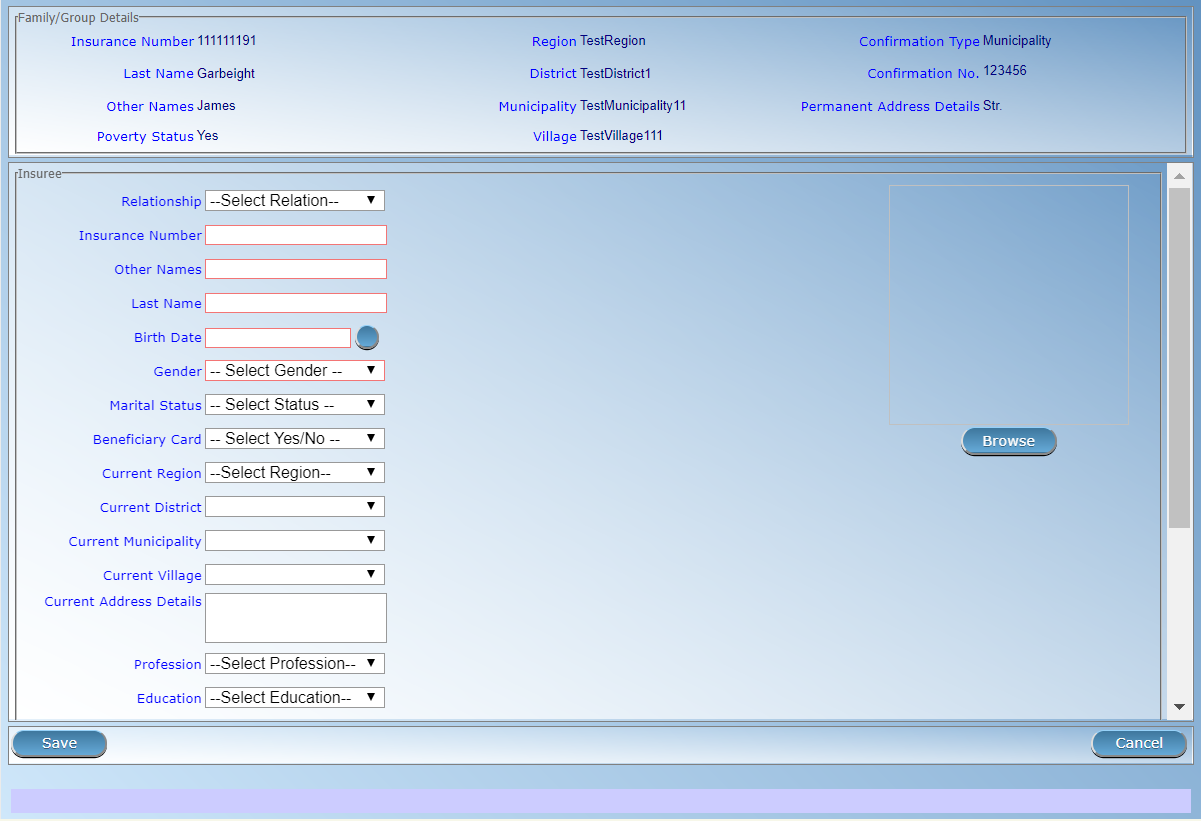 Family/Group Details
Insurance Number 111111191 Region TestRegion Confirmation Type Municipality
Last Name Garbeight District TestDistrict1 Confirmation No. 123456
Other Names James Municipality TestMunicipality11 Permanent Address Details Str.
Poverty Status Yes Village TestVillage111
Insuree
Relationship --Select Relation--
Insurance Number
Other Names
Last Name
Birth Date
Gender -- Select Gender --
Marital Status -- Select Status --
Beneficiary Card -- Select Yes/No --
Browse
Current Region --Select Region--
Current District
Current Municipality
Current Village
Current Address Details
Profession --Select Profession--
Education --Select Education--
Save Cancel